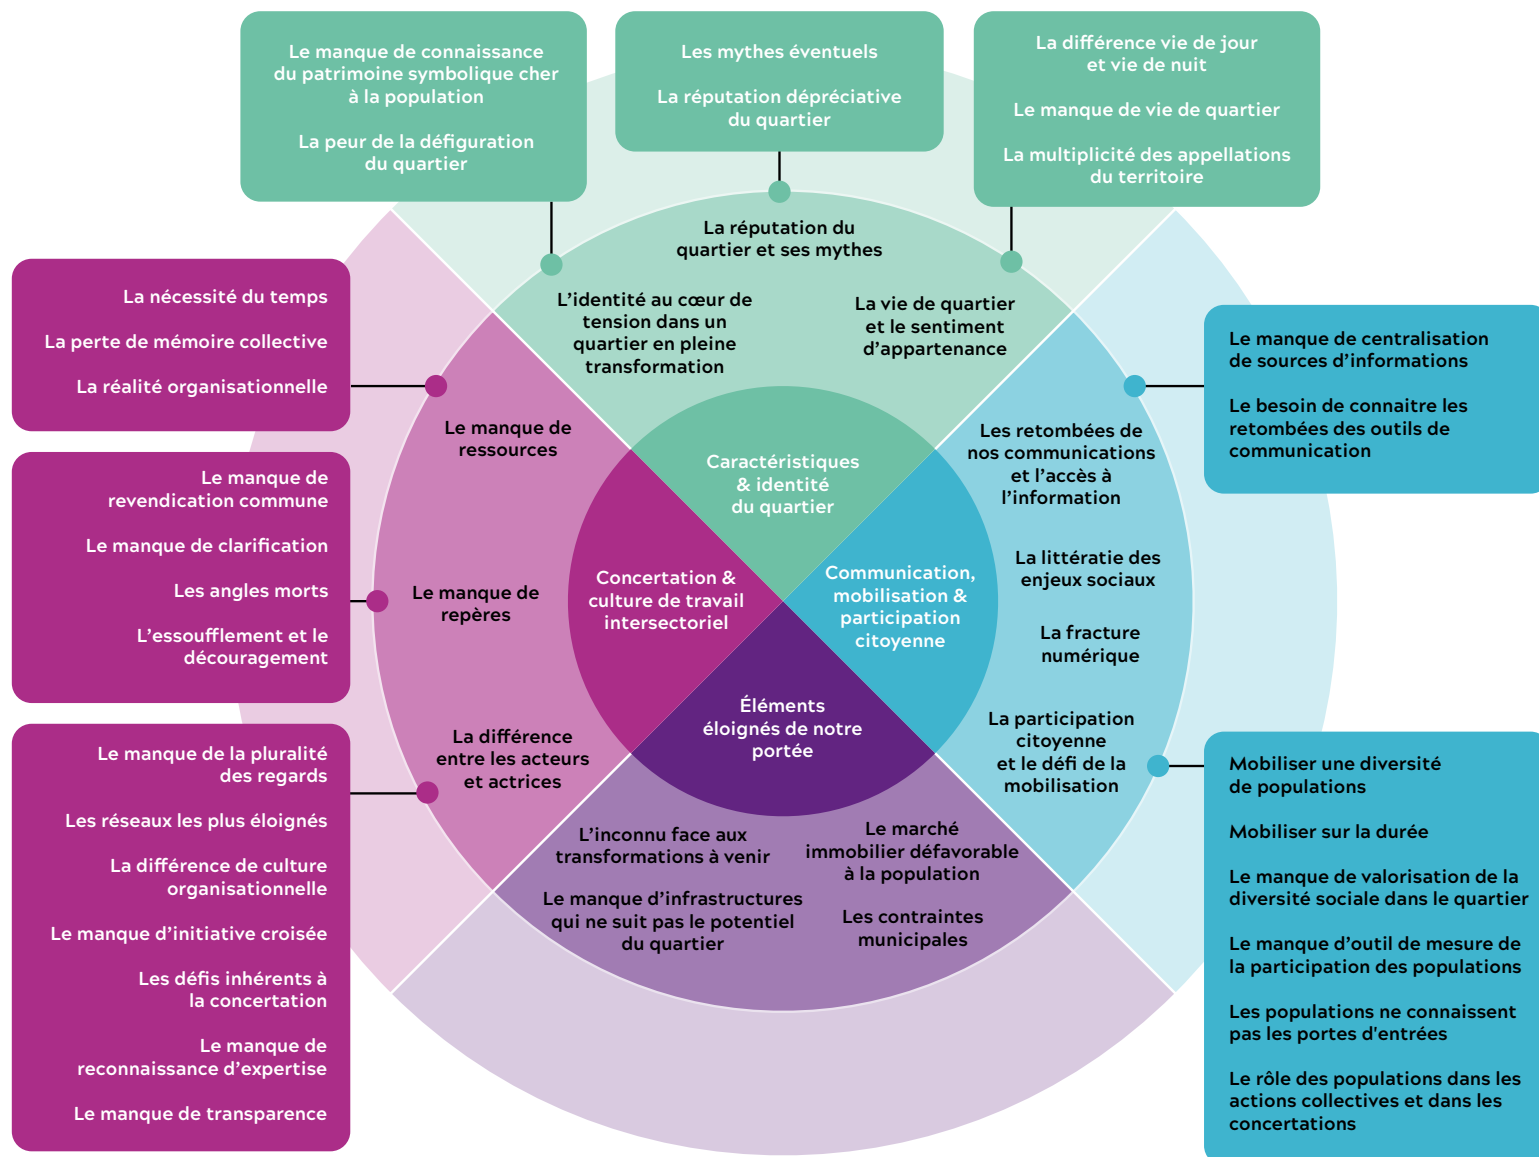 Le manque de connaissance
du patrimoine symbolique cher
à la population
La peur de la défiguration
du quartier
Les mythes éventuels
La réputation dépréciative
du quartier
La différence vie de jour
et vie de nuit
Le manque de vie de quartier
La multiplicité des appellations
du territoire
La réputation du
quartier et ses mythes
L'identité au cœur de
tension dans un
quartier en pleine
transformation
La vie de quartier
et le sentiment
d'appartenance
Caractéristiques
& identité
du quartier
La nécessité du temps
La perte de mémoire collective
La réalité organisationnelle
Le manque de
revendication commune
Le manque de clarification
Les angles morts
L'essoufflement et le
découragement
Le manque de la pluralité
des regards
Les réseaux les plus éloignés
La différence de culture
organisationnelle
Le manque d'initiative croisée
Les défis inhérents à
la concertation
Le manque de
reconnaissance d'expertise
Le manque de transparence
Le manque de
ressources
Le manque de
repères
La différence
entre les acteurs
et actrices
Concertation &
culture de travail
intersectoriel
Communication,
mobilisation &
participation
citoyenne
Les retombées de
nos communications
et l'accès à
l'information
La littératie des
enjeux sociaux
La fracture
numérique
La participation
citoyenne
et le défi de la
mobilisation
Le manque de centralisation
de sources d'informations
Le besoin de connaitre les
retombées des outils de
communication
Mobiliser une diversité
de populations
Mobiliser sur la durée
Le manque de valorisation de la
diversité sociale dans le quartier
Le manque d'outil de mesure de
la participation des populations
Les populations ne connaissent
pas les portes d'entrées
Le rôle des populations dans les
actions collectives et dans les
concertations
Éléments
éloignés de notre
portée
L'inconnu face aux
transformations à venir
Le manque d'infrastructures
qui ne suit pas le potentiel
du quartier
Le marché
immobilier défavorable
à la population
Les contraintes
municipales